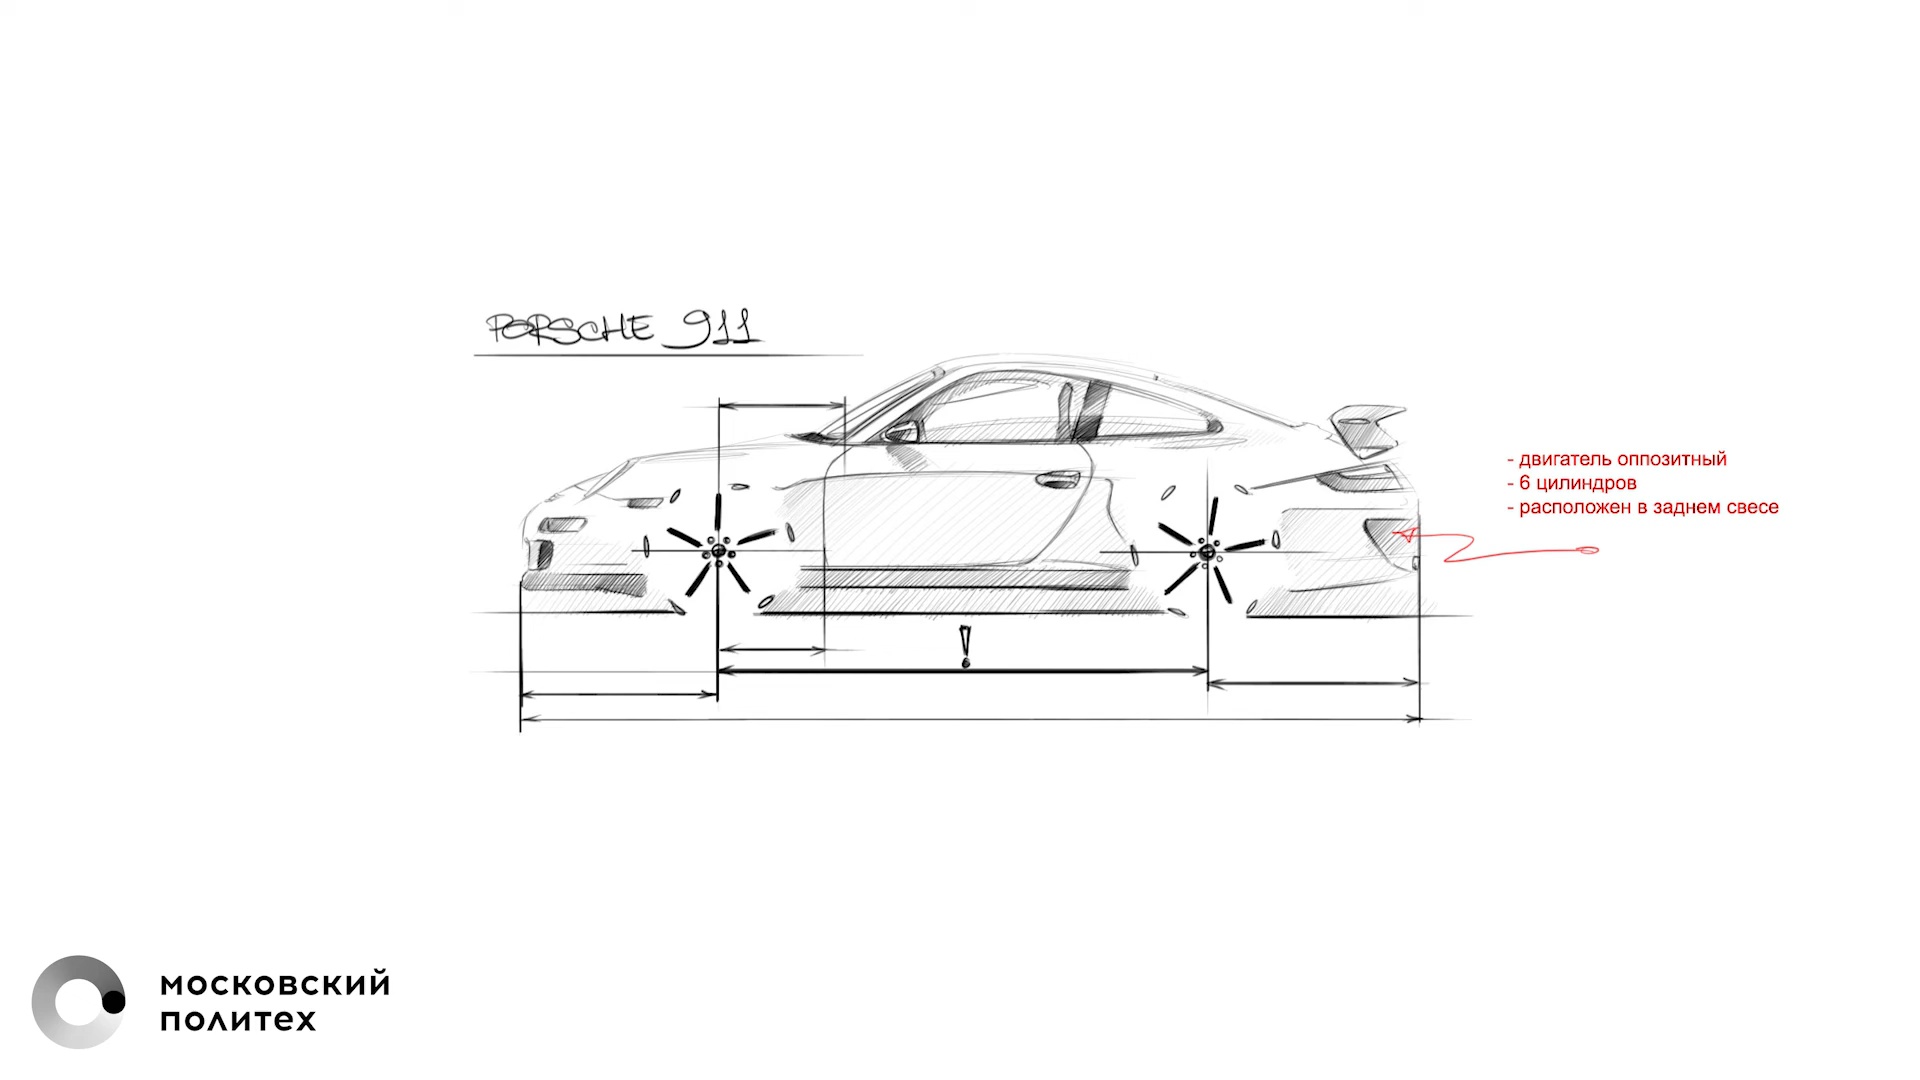 PORSCHE 911
- двигатель оппозитный
- 6 цилиндров
- расположен в заднем свесе
!
московский
политех